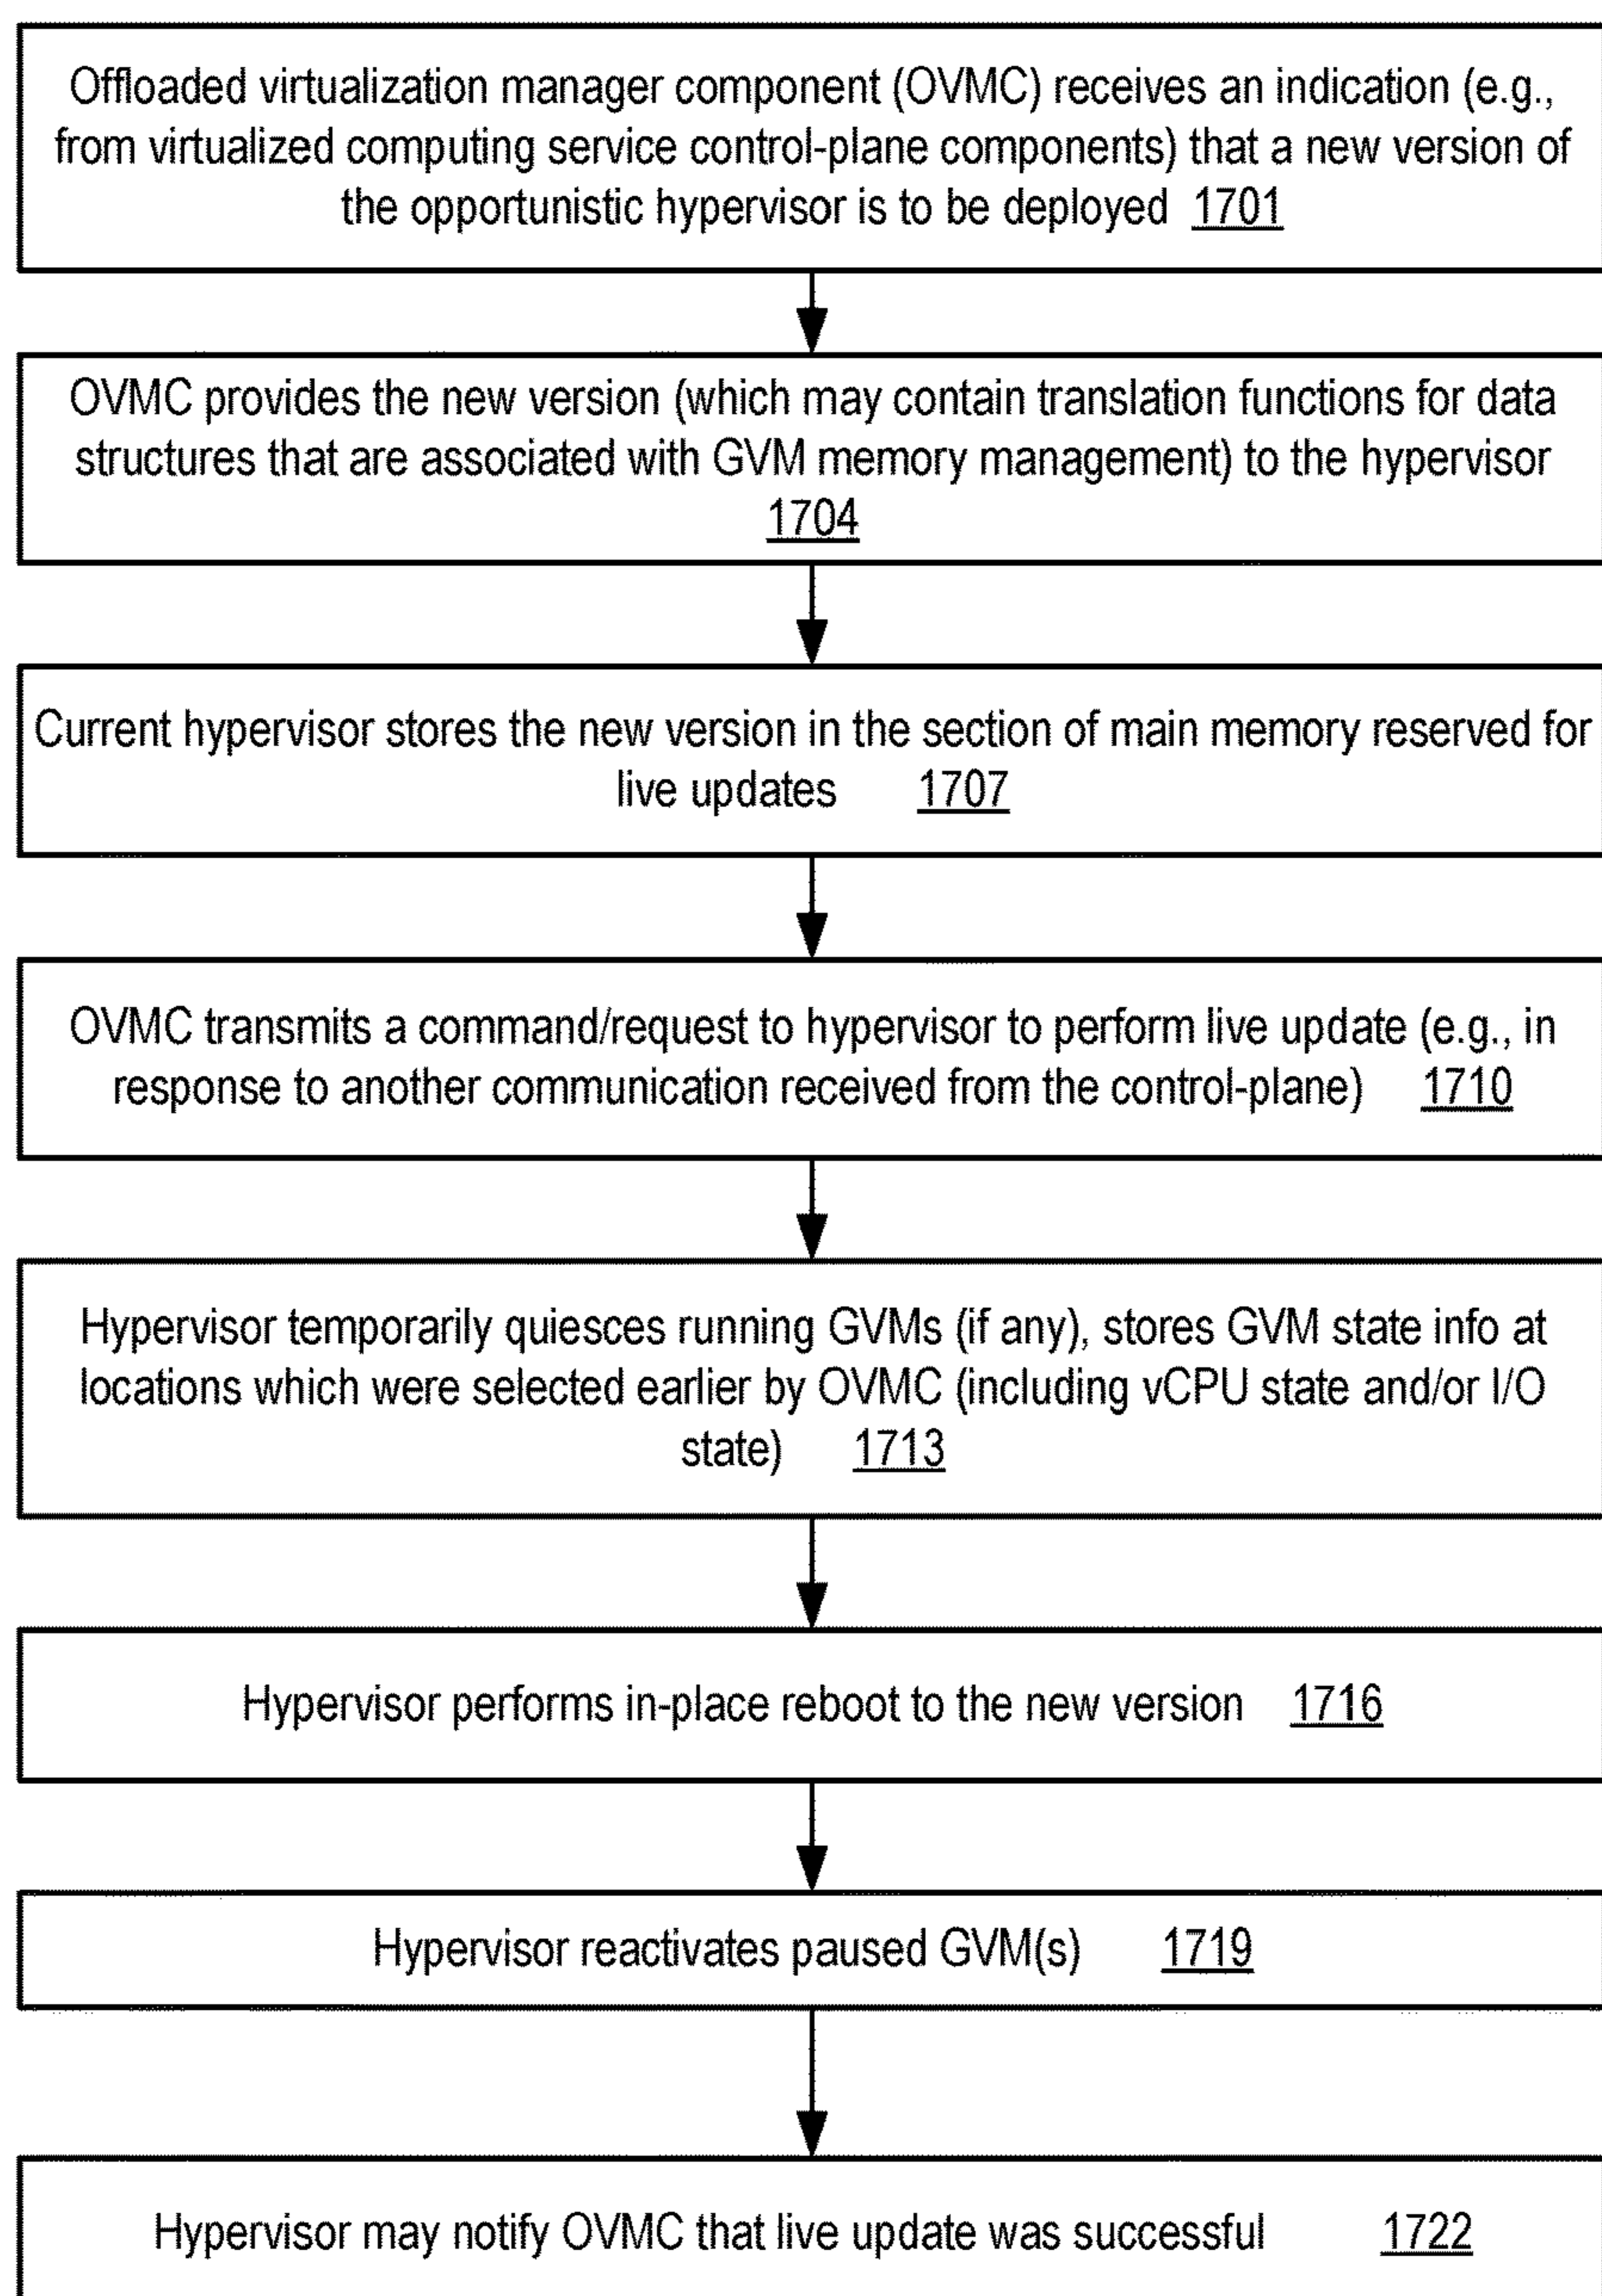 Offloaded virtualization manager component (OVMC) receives an indication (e.g.,
from virtualized computing service control-plane components) that a new version of
the opportunistic hypervisor is to be deployed 1701
OVMC provides the new version (which may contain translation functions for data
structures that are associated with GVM memory management) to the hypervisor
1704
Current hypervisor stores the new version in the section of main memory reserved for
live updates 1707
OVMC transmits a command/request to hypervisor to perform live update (e.g., in
response to another communication received from the control-plane) 1710
Hypervisor temporarily quiesces running GVMs (if any), stores GVM state info at
locations which were selected earlier by OVMC (including vCPU state and/or I/O
state) 1713
Hypervisor performs in-place reboot to the new version 1716
Hypervisor reactivates paused GVM(s) 1719
Hypervisor may notify OVMC that live update was successful 1722